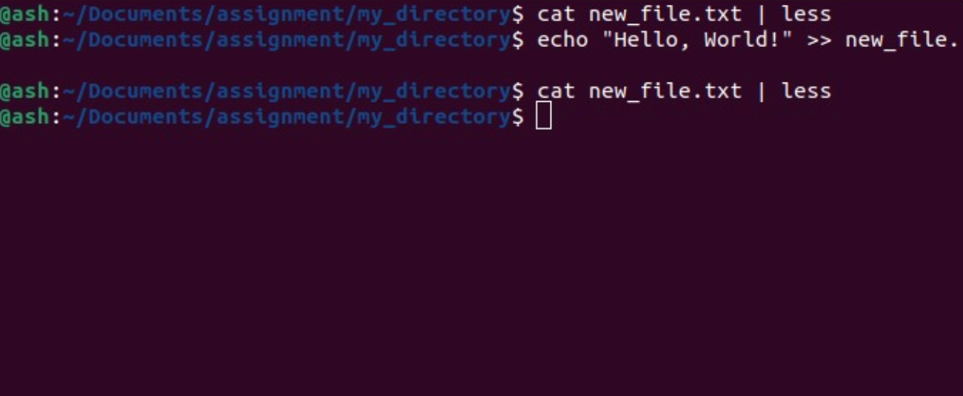 @ash:~/Documents/assignment/my_directory$ cat new_file.txt | less
@ash:~/Documents/assignment/my_directory$ echo "Hello, World!" >> new_file.
@ash:~/Documents/assignment/my_directory$ cat new_file.txt | less
@ash:~/Documents/assignment/my_directory$